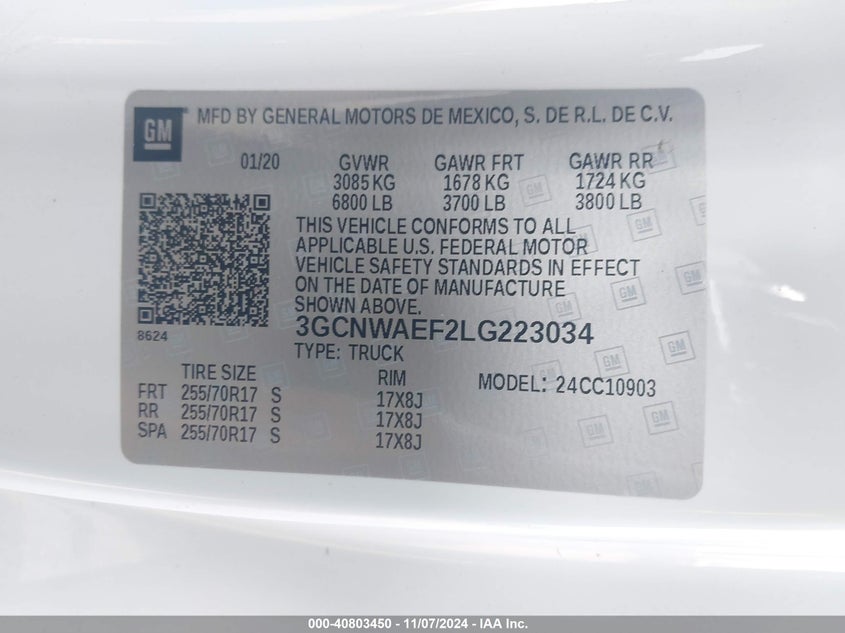 GM
MFD BY GENERAL MOTORS DE MEXICO, S. DE R.L. DE C.V.
01/20 GVWR GAWR FRT GAWR RR
3085 KG 1678 KG 1724 KG
6800 LB 3700 LB 3800 LB
THIS VEHICLE CONFORMS TO ALL
APPLICABLE U.S. FEDERAL MOTOR
VEHICLE SAFETY STANDARDS IN EFFECT
ON THE DATE OF MANUFACTURE
SHOWN ABOVE.
8624
3GCNWAEF2LG223034
TYPE: TRUCK
TIRE SIZE RIM MODEL: 24CC10903
FRT 255/70R17 S 17X8J
RR 255/70R17 S 17X8J
SPA 255/70R17 S 17X8J
000-40803450 - 11/07/2024 - IAA Inc.